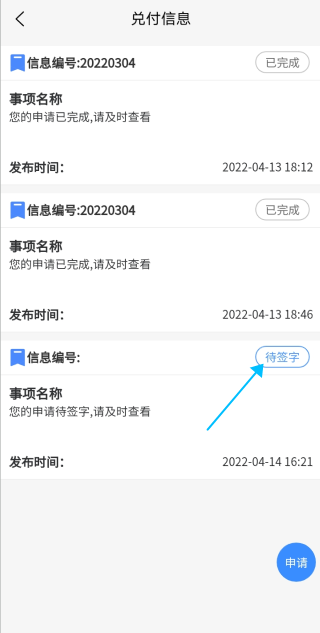 兑付信息
信息编号:20220304 已完成
事项名称
您的申请已完成,请及时查看
发布时间: 2022-04-13 18:12
信息编号:20220304 已完成
事项名称
您的申请已完成,请及时查看
发布时间: 2022-04-13 18:46
信息编号: 待签字
事项名称
您的申请待签字,请及时查看
发布时间: 2022-04-14 16:21
申请